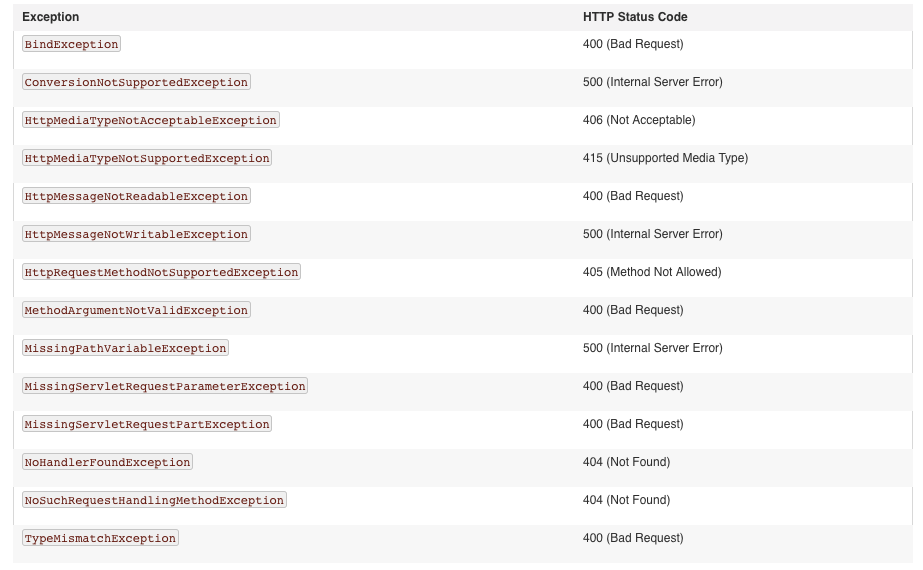 Exception HTTP Status Code
BindException 400 (Bad Request)
ConversionNotSupportedException 500 (Internal Server Error)
HttpMediaTypeNotAcceptableException 406 (Not Acceptable)
HttpMediaTypeNotSupportedException 415 (Unsupported Media Type)
HttpMessageNotReadableException 400 (Bad Request)
HttpMessageNotWritableException 500 (Internal Server Error)
HttpRequestMethodNotSupportedException 405 (Method Not Allowed)
MethodArgumentNotValidException 400 (Bad Request)
MissingPathVariableException 500 (Internal Server Error)
MissingServletRequestParameterException 400 (Bad Request)
MissingServletRequestPartException 400 (Bad Request)
NoHandlerFoundException 404 (Not Found)
NoSuchRequestHandlingMethodException 404 (Not Found)
TypeMismatchException 400 (Bad Request)